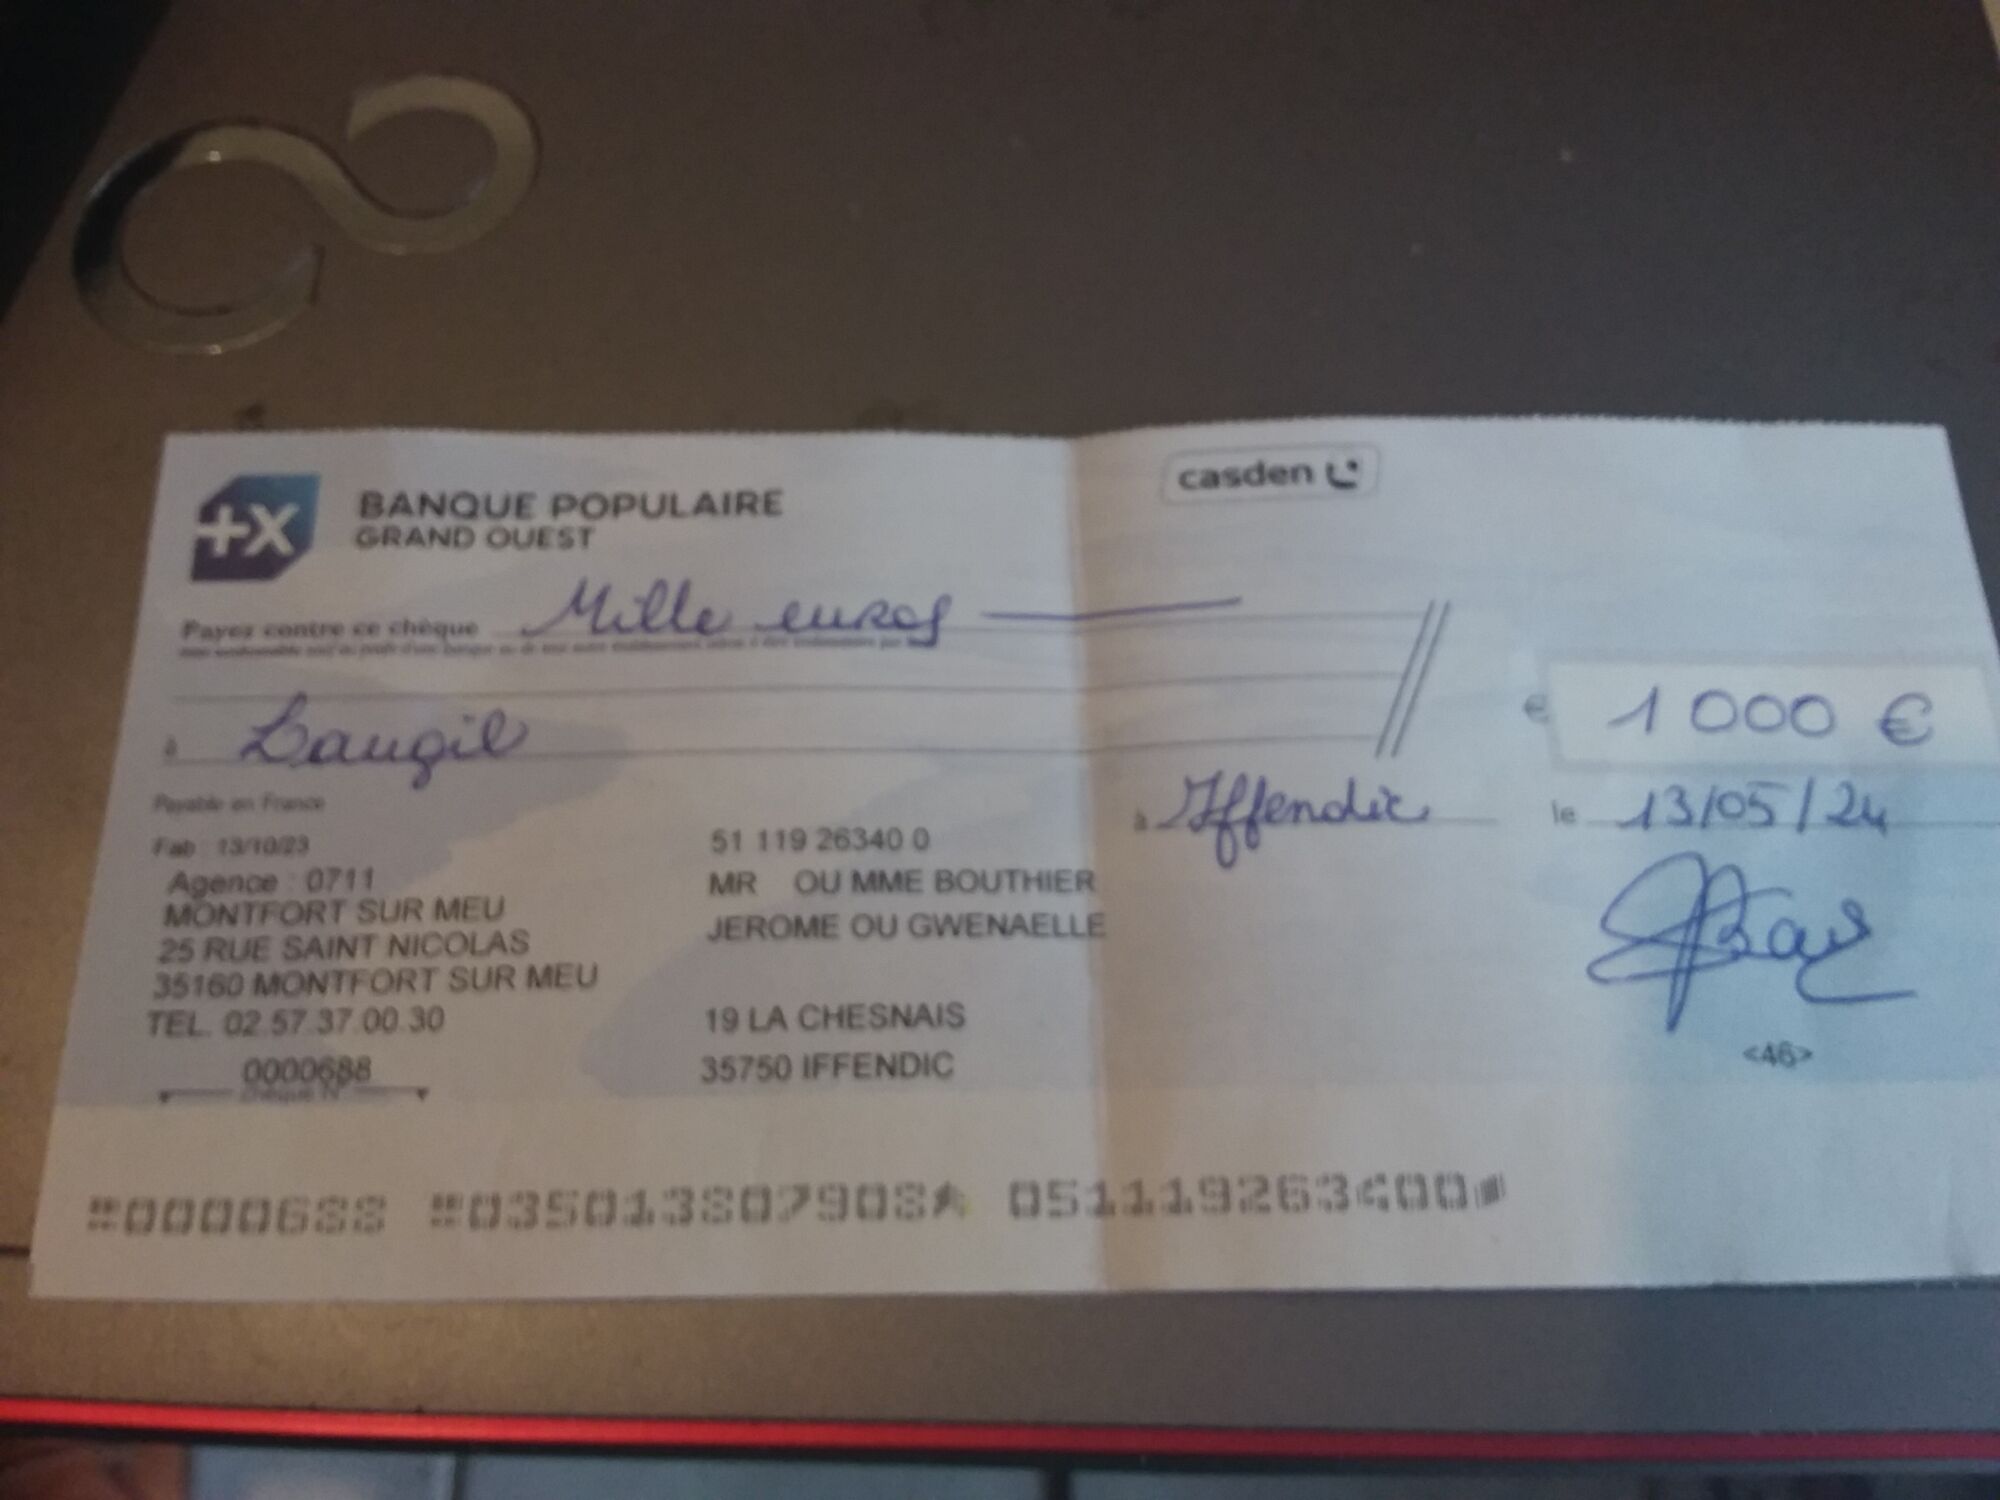 BANQUE POPULAIRE
GRAND OUEST
casden
Payez contre ce chèque Mille euros
€ 1 000 €
à Laugil
Payable en France
à Iffendic le 13/05/24
Fab : 13/10/23
Agence : 0711
MONTFORT SUR MEU
25 RUE SAINT NICOLAS
35160 MONTFORT SUR MEU
TEL. 02.57.37.00.30
0000688
Chèque N°
51 119 26340 0
MR OU MME BOUTHIER
JEROME OU GWENAELLE
19 LA CHESNAIS
35750 IFFENDIC
<46>
0000688 035013807908 051119263400